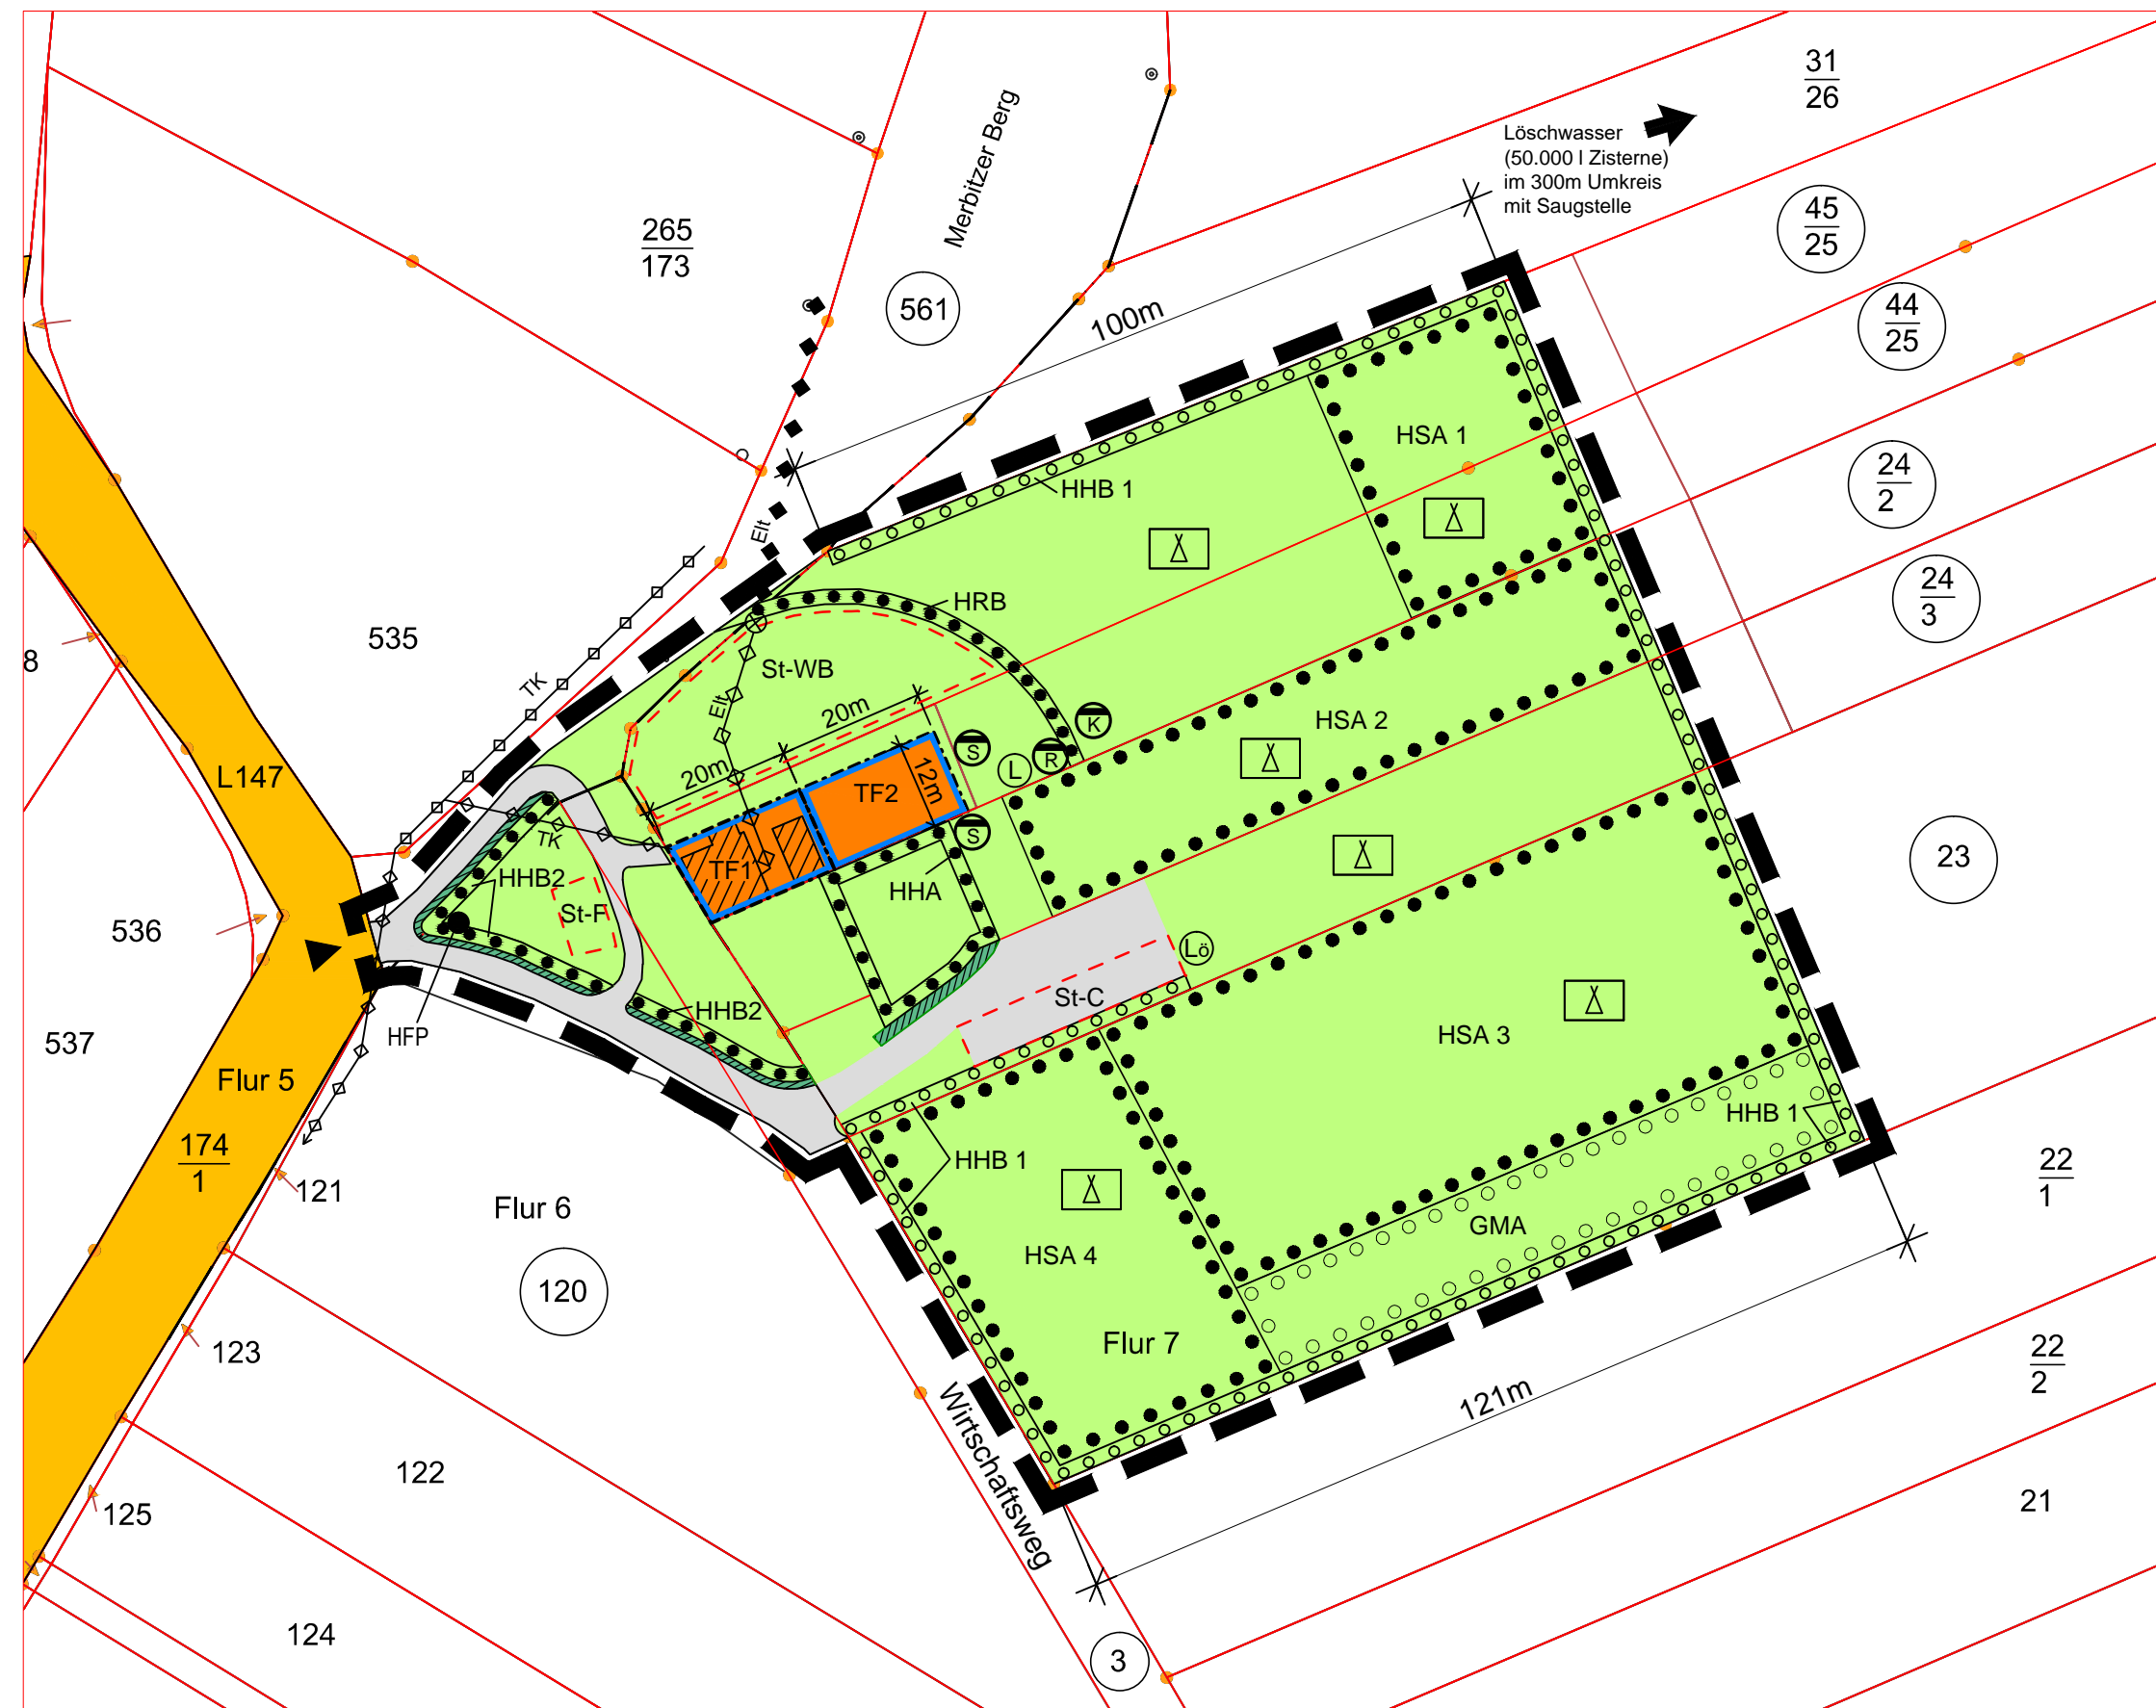 31
26
Löschwasser
(50.000 l Zisterne)
im 300m Umkreis
mit Saugstelle
Merbitzer Berg
265
173
45
25
561
100m
44
25
HSA 1
24
2
HHB 1
Elt
24
3
HRB
535
8
TK
St-WB
Elt
20m
HSA 2
K
S
R
L
L147
20m
12m
TF2
TK
S
TF1
HHB2
HHA
23
St-F
536
Lö
St-C
HHB2
HFP
537
HSA 3
Flur 5
HHB 1
174
1
HHB 1
121
22
1
Flur 6
GMA
HSA 4
120
Flur 7
123
22
2
121m
Wirtschaftsweg
122
21
125
124
3